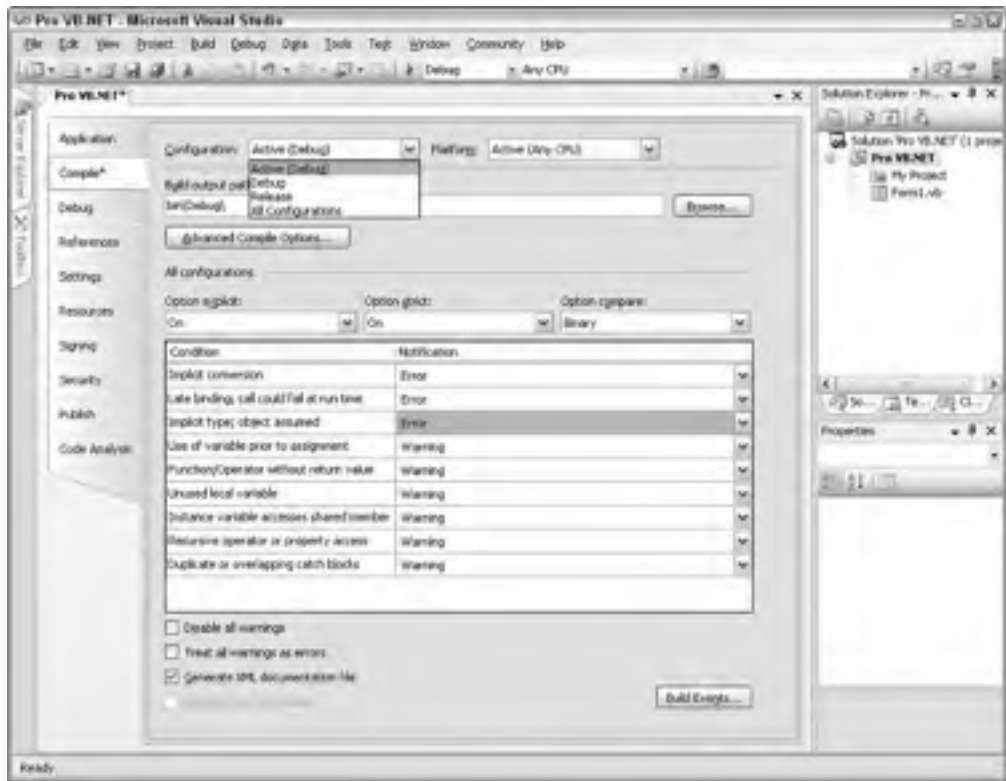 Pro VB.NET - Microsoft Visual Studio
File Edit View Project Build Debug Data Tools Test Window Community Help
Debug Any CPU
Pro VB.NET*
Solution Explorer - Pr...
Server Explorer
Toolbox
Application
Compile*
Debug
References
Settings
Resources
Signing
Security
Publish
Code Analysis
Configuration: Active (Debug) Platform: Active (Any CPU)
Active (Debug)
Debug
Release
All Configurations
Build output
bin\Debug\ Browse...
Advanced Compile Options...
All configurations
Option explicit: Option strict: Option compare:
On On Binary
Condition Notification
Implicit conversion Error
Late binding; call could fail at run time Error
Implicit type; object assumed Error
Use of variable prior to assignment Warning
Function/Operator without return value Warning
Unused local variable Warning
Instance variable accesses shared member Warning
Recursive operator or property access Warning
Duplicate or overlapping catch blocks Warning
Disable all warnings
Treat all warnings as errors
Generate XML documentation file
Build Events...
Solution 'Pro VB.NET' (1 proje
Pro VB.NET
My Project
Form1.vb
So... Te... Cl...
Properties
Ready